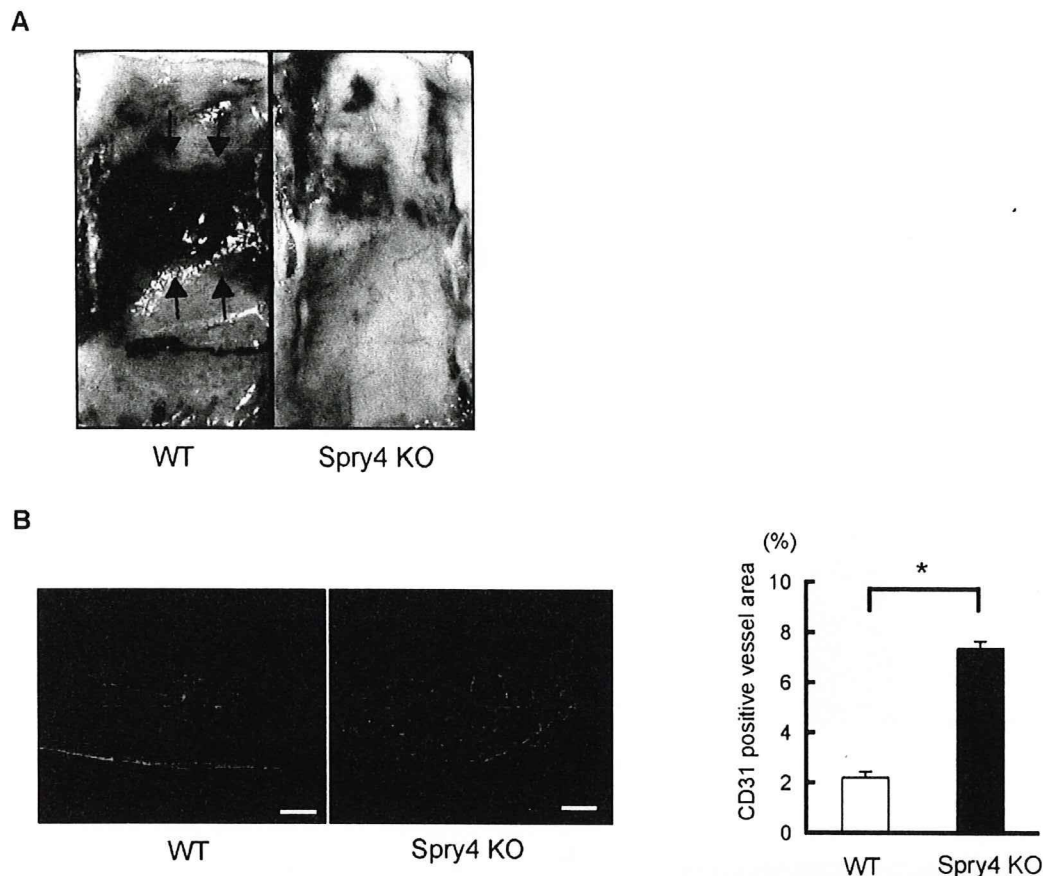 A
WT
Spry4 KO
B
WT
Spry4 KO
(%)
CD31 positive vessel area
10
8
6
4
2
0
*
WT
Spry4 KO